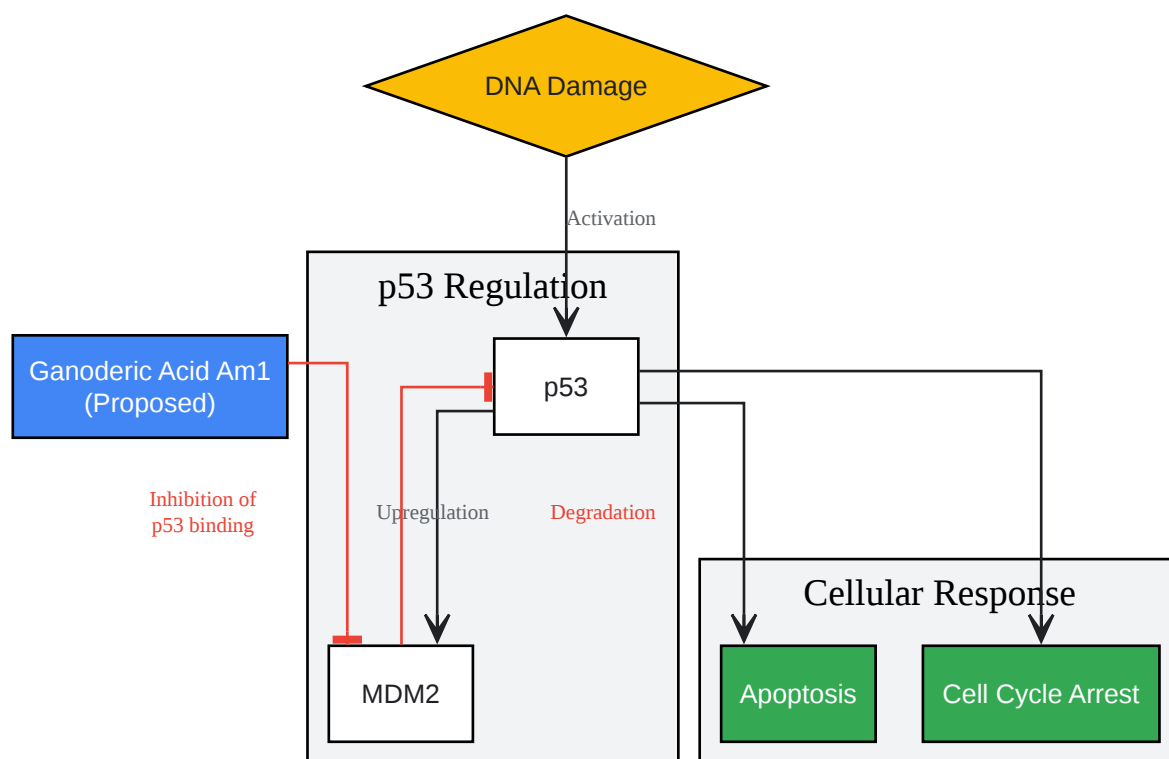 DNA Damage
Activation
p53 Regulation
Ganoderic Acid Am1
(Proposed)
p53
Inhibition of
p53 binding
Upregulation
Degradation
Cellular Response
MDM2
Apoptosis
Cell Cycle Arrest